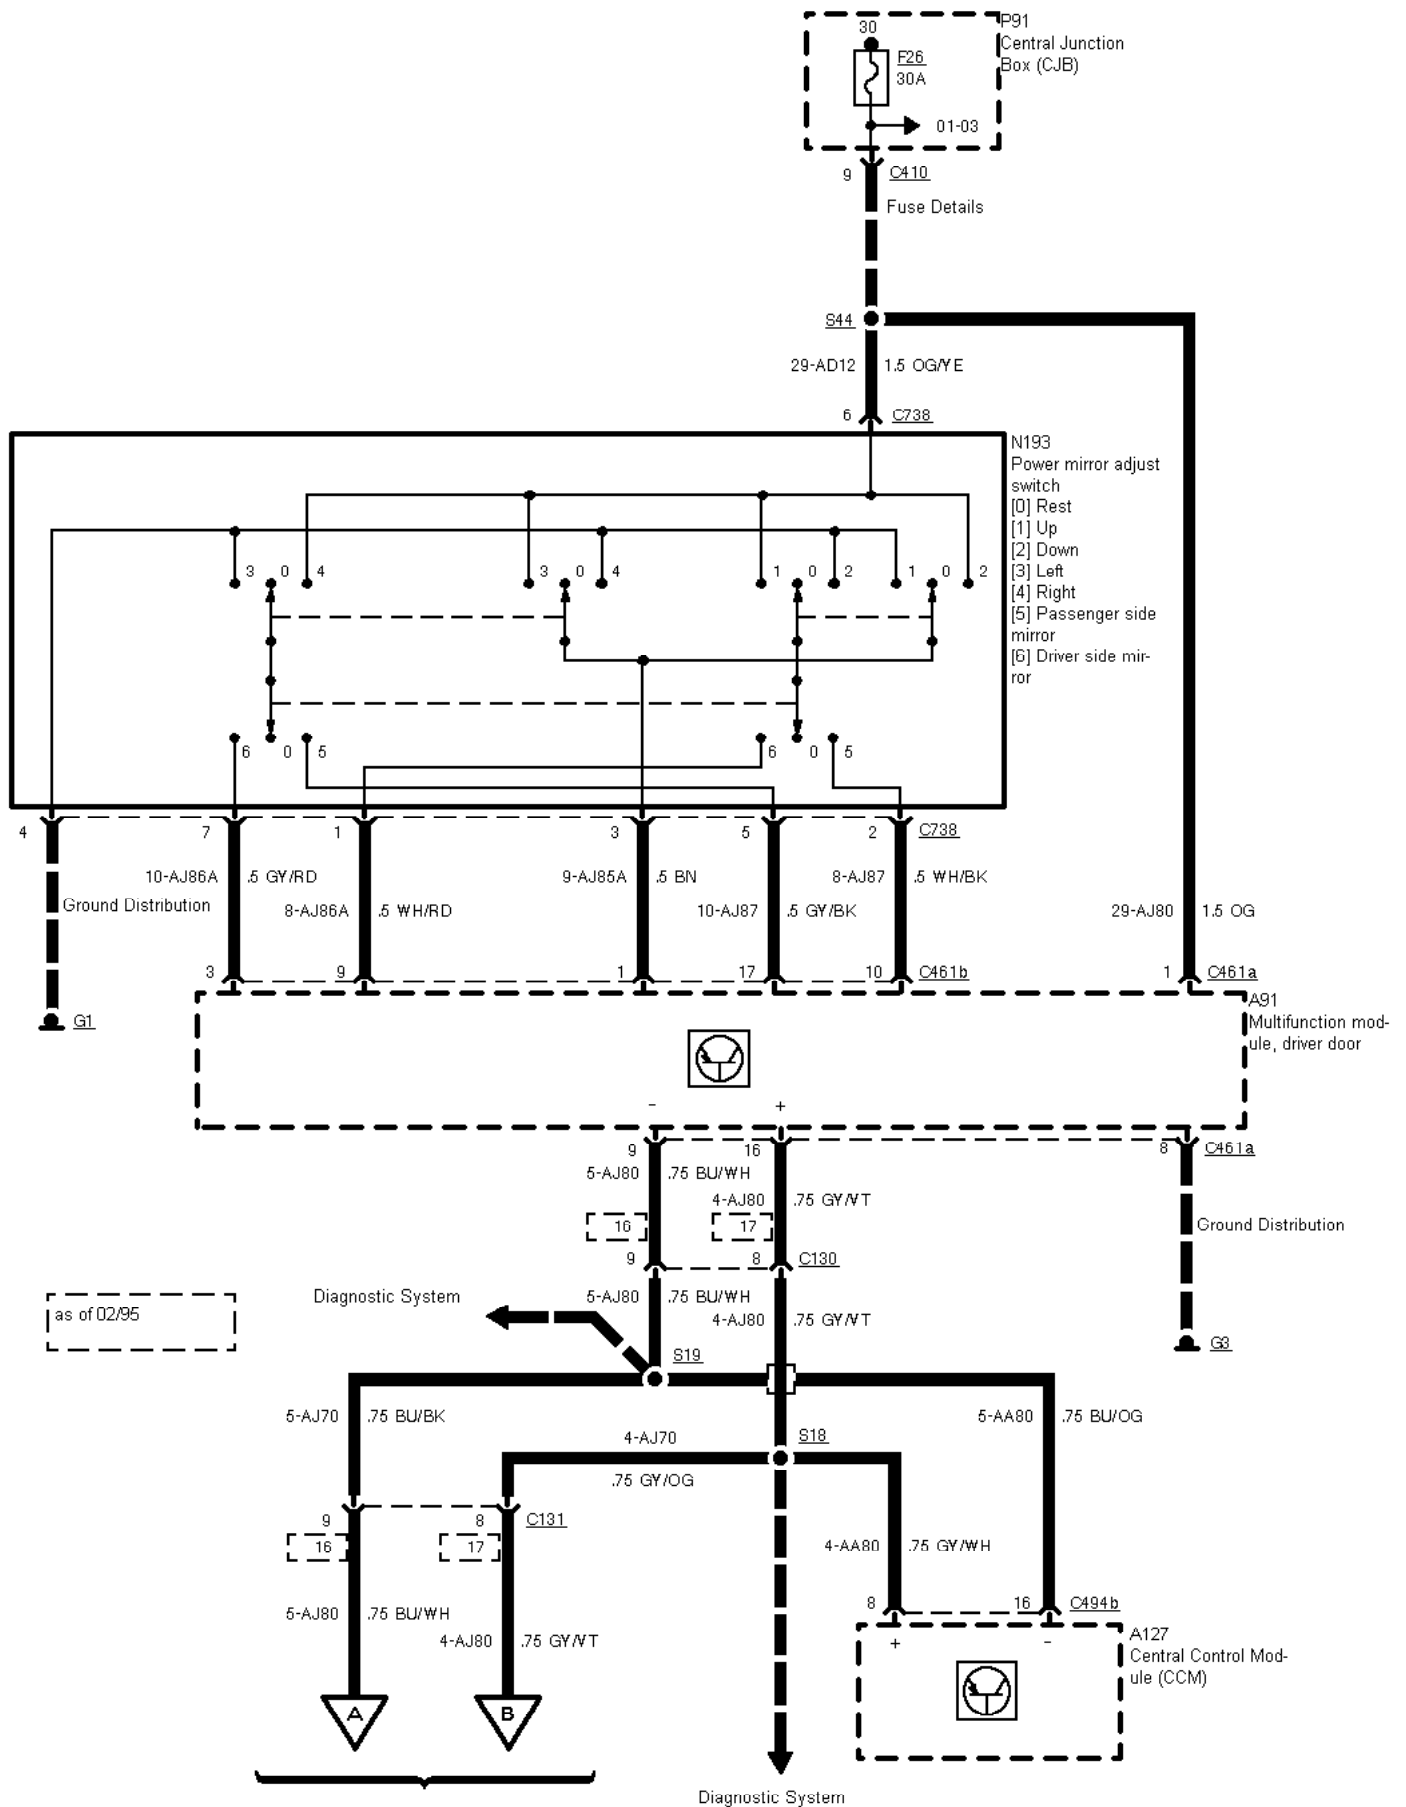 30
P91
Central Junction
Box (CJB)
F26
30A
01-03
9
C410
Fuse Details
S44
29-AD12
1.5 OG/YE
6
C738
N193
Power mirror adjust
switch
[0] Rest
[1] Up
[2] Down
[3] Left
[4] Right
[5] Passenger side
mirror
[6] Driver side mir-
ror
3 0 4 3 0 4 1 0 2 1 0 2
6 0 5 6 0 5
4 7 1 3 5 2 C738
10-AJ86A .5 GY/RD 9-AJ85A .5 BN 8-AJ87 .5 WH/BK
Ground Distribution
8-AJ86A .5 WH/RD 10-AJ87 .5 GY/BK 29-AJ80 1.5 OG
3 9 1 17 10 C461b 1 C461a
G1
A91
Multifunction mod-
ule, driver door
- +
9 16 8 C461a
5-AJ80 .75 BU/WH
4-AJ80 .75 GY/VT
16 17
Ground Distribution
9 8 C130
Diagnostic System
5-AJ80 .75 BU/WH
4-AJ80 .75 GY/VT
as of 02/95
G3
S19
5-AJ70 .75 BU/BK
5-AA80 .75 BU/OG
4-AJ70
S18
.75 GY/OG
9 8 C131
16 17
4-AA80 .75 GY/WH
5-AJ80 .75 BU/WH
8 16 C494b
4-AJ80 .75 GY/VT
+ -
A127
Central Control Mod-
ule (CCM)
A B
Diagnostic System